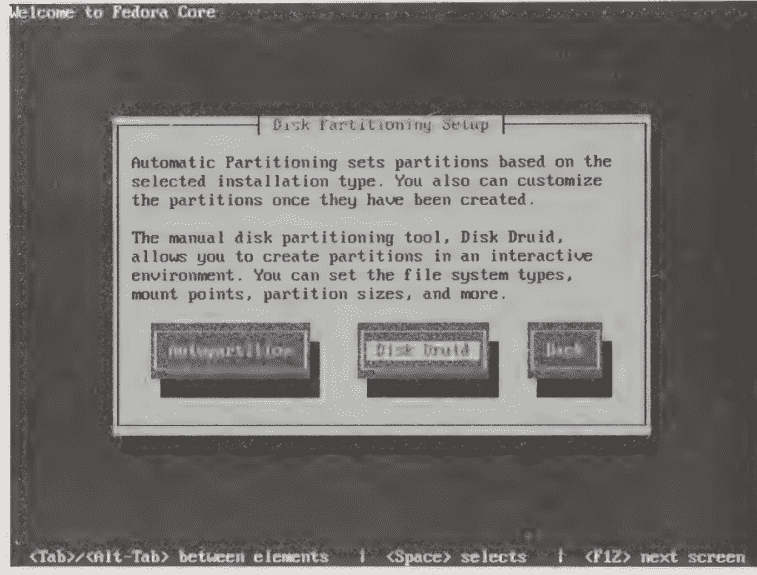 Welcome to Fedora Core
Disk Partitioning Setup
Automatic Partitioning sets partitions based on the
selected installation type. You also can customize
the partitions once they have been created.
The manual disk partitioning tool, Disk Druid,
allows you to create partitions in an interactive
environment. You can set the file system types,
mount points, partition sizes, and more.
Autopartition Disk Druid Back
<Tab>/<Alt-Tab> between elements | <Space> selects | <F12> next screen